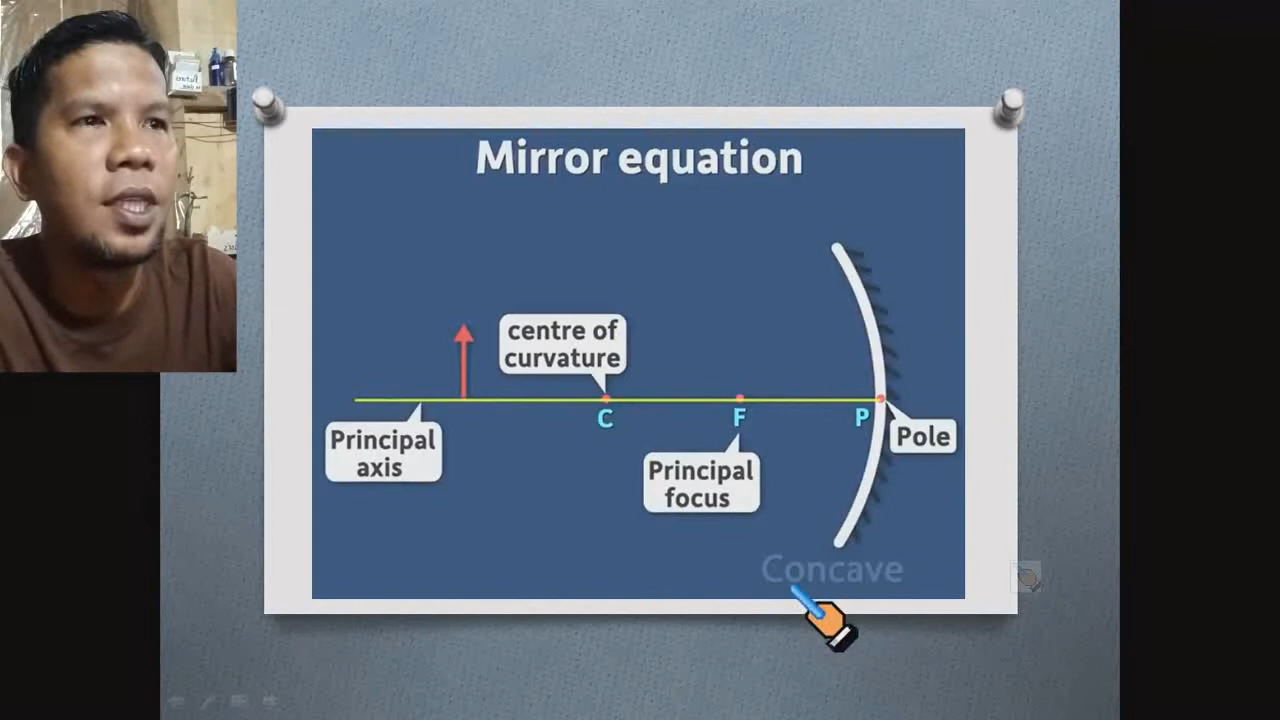 Mirror equation
centre of
curvature
C
F
P
Pole
Principal
axis
Principal
focus
Concave